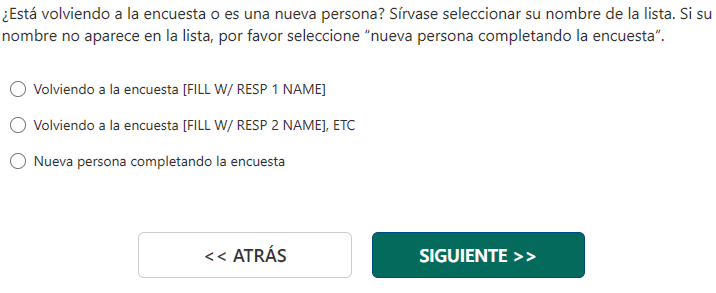 ¿Está volviendo a la encuesta o es una nueva persona? Sírvase seleccionar su nombre de la lista. Si su
nombre no aparece en la lista, por favor seleccione “nueva persona completando la encuesta”.
Volviendo a la encuesta [FILL W/ RESP 1 NAME]
Volviendo a la encuesta [FILL W/ RESP 2 NAME], ETC
Nueva persona completando la encuesta
<< ATRÁS
SIGUIENTE >>